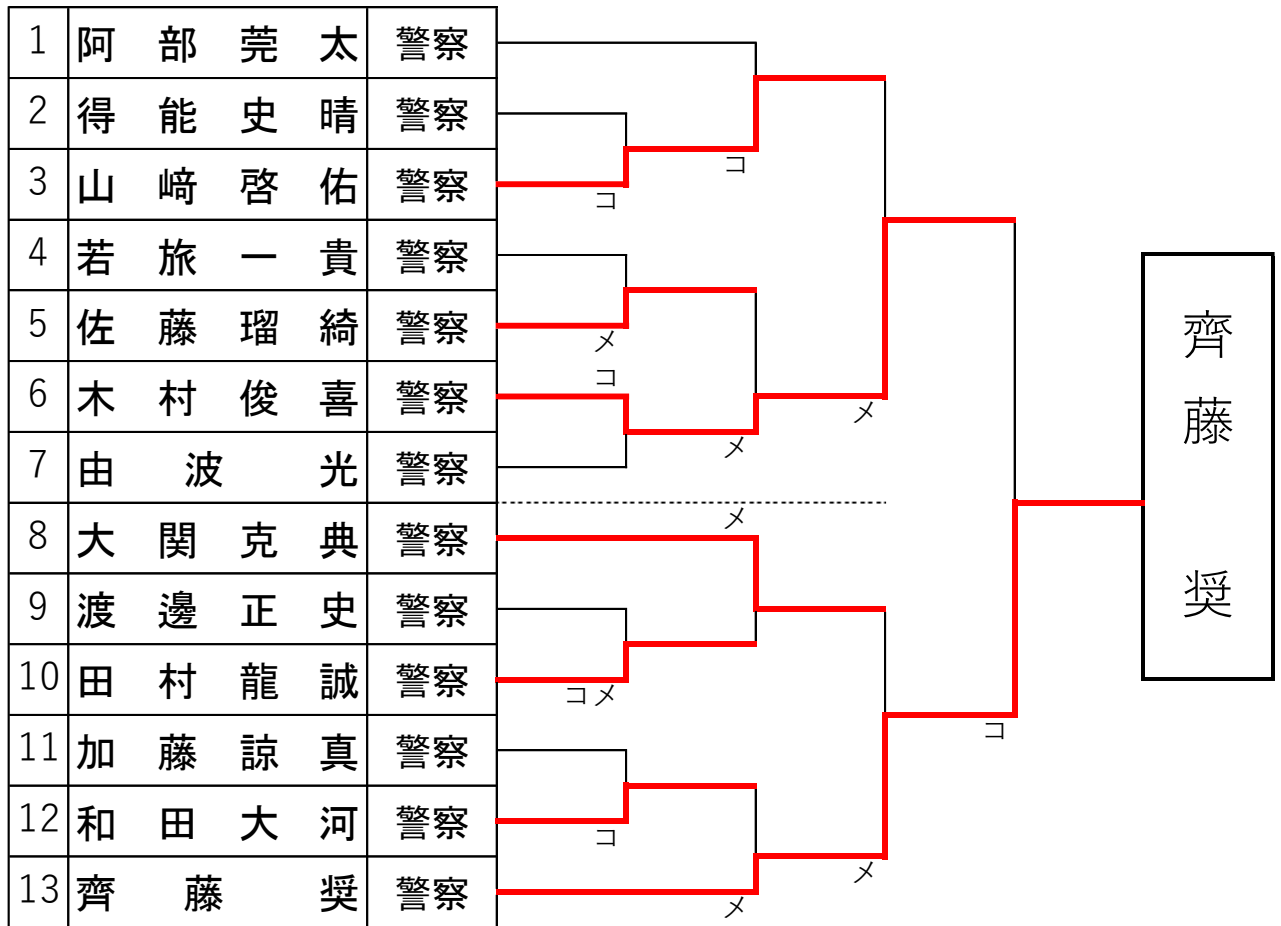 1 阿部莞太 警察
2 得能史晴 警察
3 山﨑啓佑 警察
4 若旅一貴 警察
5 佐藤瑠綺 警察
6 木村俊喜 警察
7 由波光 警察
8 大関克典 警察
9 渡邊正史 警察
10 田村龍誠 警察
11 加藤諒真 警察
12 和田大河 警察
13 齊藤奨 警察
コ
コ
メ
コ
メ
メ
メ
コメ
コ
メ
メ
コ
齊藤奨